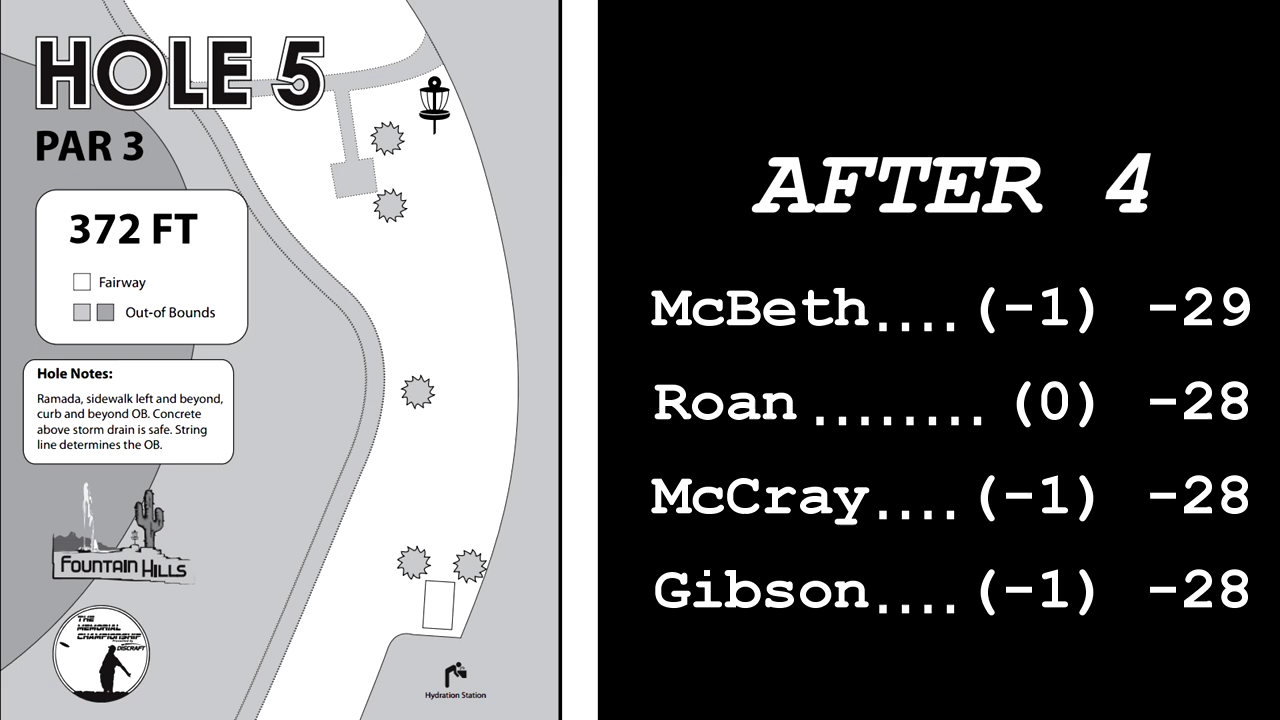 HOLE 5
PAR 3
372 FT
Fairway
Out-of Bounds
Hole Notes:
Ramada, sidewalk left and beyond,
curb and beyond OB. Concrete
above storm drain is safe. String
line determines the OB.
FOUNTAIN HILLS
THE
MEMORIAL
CHAMPIONSHIP
Presented by
DISCRAFT
Hydration Station
AFTER 4
McBeth....(-1) -29
Roan ........ (0) -28
McCray....(-1) -28
Gibson....(-1) -28